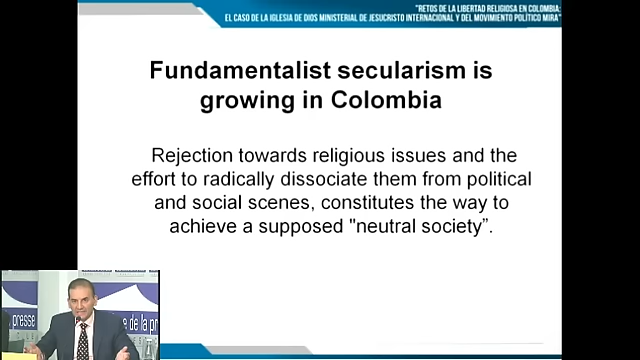 "RETOS DE LA LIBERTAD RELIGIOSA EN COLOMBIA:
EL CASO DE LA IGLESIA DE DIOS MINISTERIAL DE JESUCRISTO INTERNACIONAL Y DEL MOVIMIENTO POLÍTICO MIRA"
Fundamentalist secularism is
growing in Colombia
Rejection towards religious issues and the
effort to radically dissociate them from political
and social scenes, constitutes the way to
achieve a supposed "neutral society”.
presse
e de la pre